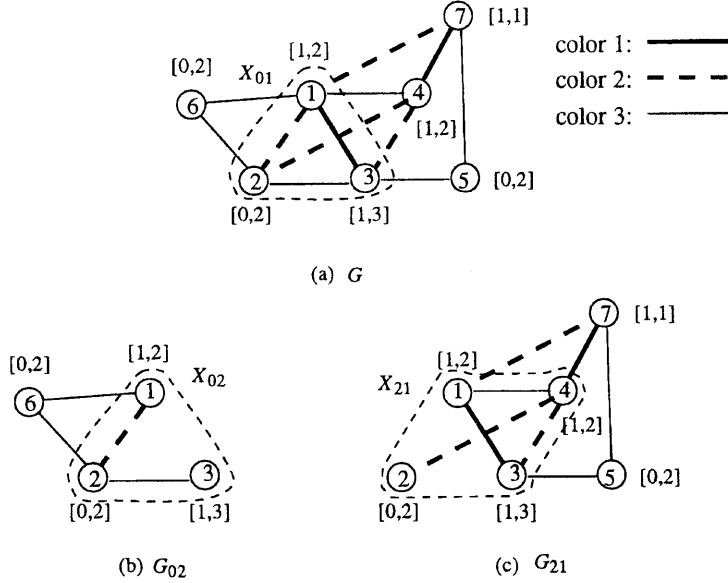 7 [1,1] color 1:
[1,2]
[0,2] X01 color 2:
1 4
6 color 3:
[1,2]
2 3 5 [0,2]
[0,2] [1,3]
(a) G
7 [1,1]
[1,2] [1,2]
[0,2] X02 X21
1 1 4
6
[1,2]
2 3 2 3 5 [0,2]
[0,2] [1,3] [0,2] [1,3]
(b) G02 (c) G21